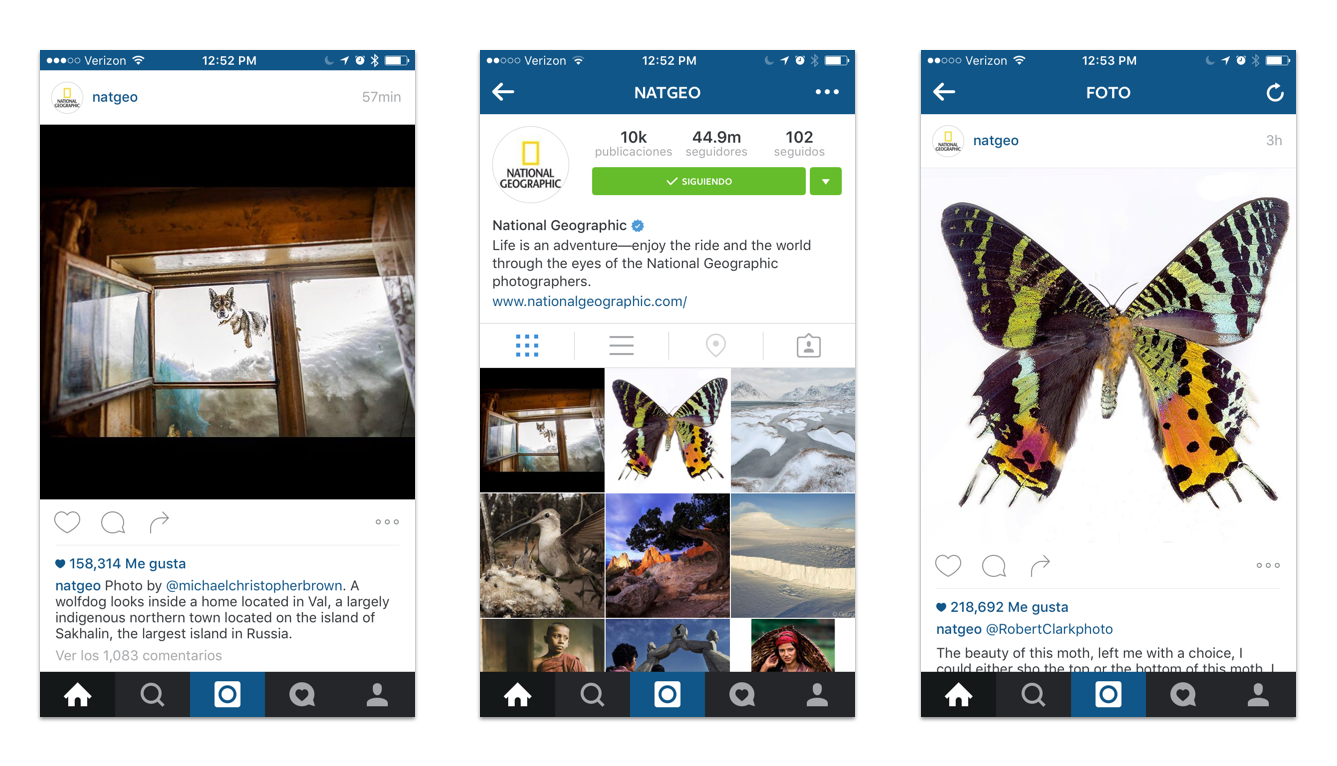 Verizon 12:52 PM
NATIONAL
GEOGRAPHIC
natgeo 57min
158,314 Me gusta
natgeo Photo by @michaelchristopherbrown. A
wolfdog looks inside a home located in Val, a largely
indigenous northern town located on the island of
Sakhalin, the largest island in Russia.
Ver los 1,083 comentarios
Verizon 12:52 PM
NATGEO
10k 44.9m 102
publicaciones seguidores seguidos
NATIONAL
GEOGRAPHIC
SIGUIENDO
National Geographic
Life is an adventure—enjoy the ride and the world
through the eyes of the National Geographic
photographers.
www.nationalgeographic.com/
Verizon 12:53 PM
FOTO
NATIONAL
GEOGRAPHIC
natgeo 3h
218,692 Me gusta
natgeo @RobertClarkphoto
The beauty of this moth, left me with a choice, I
could either sho the top or the bottom of this moth, I